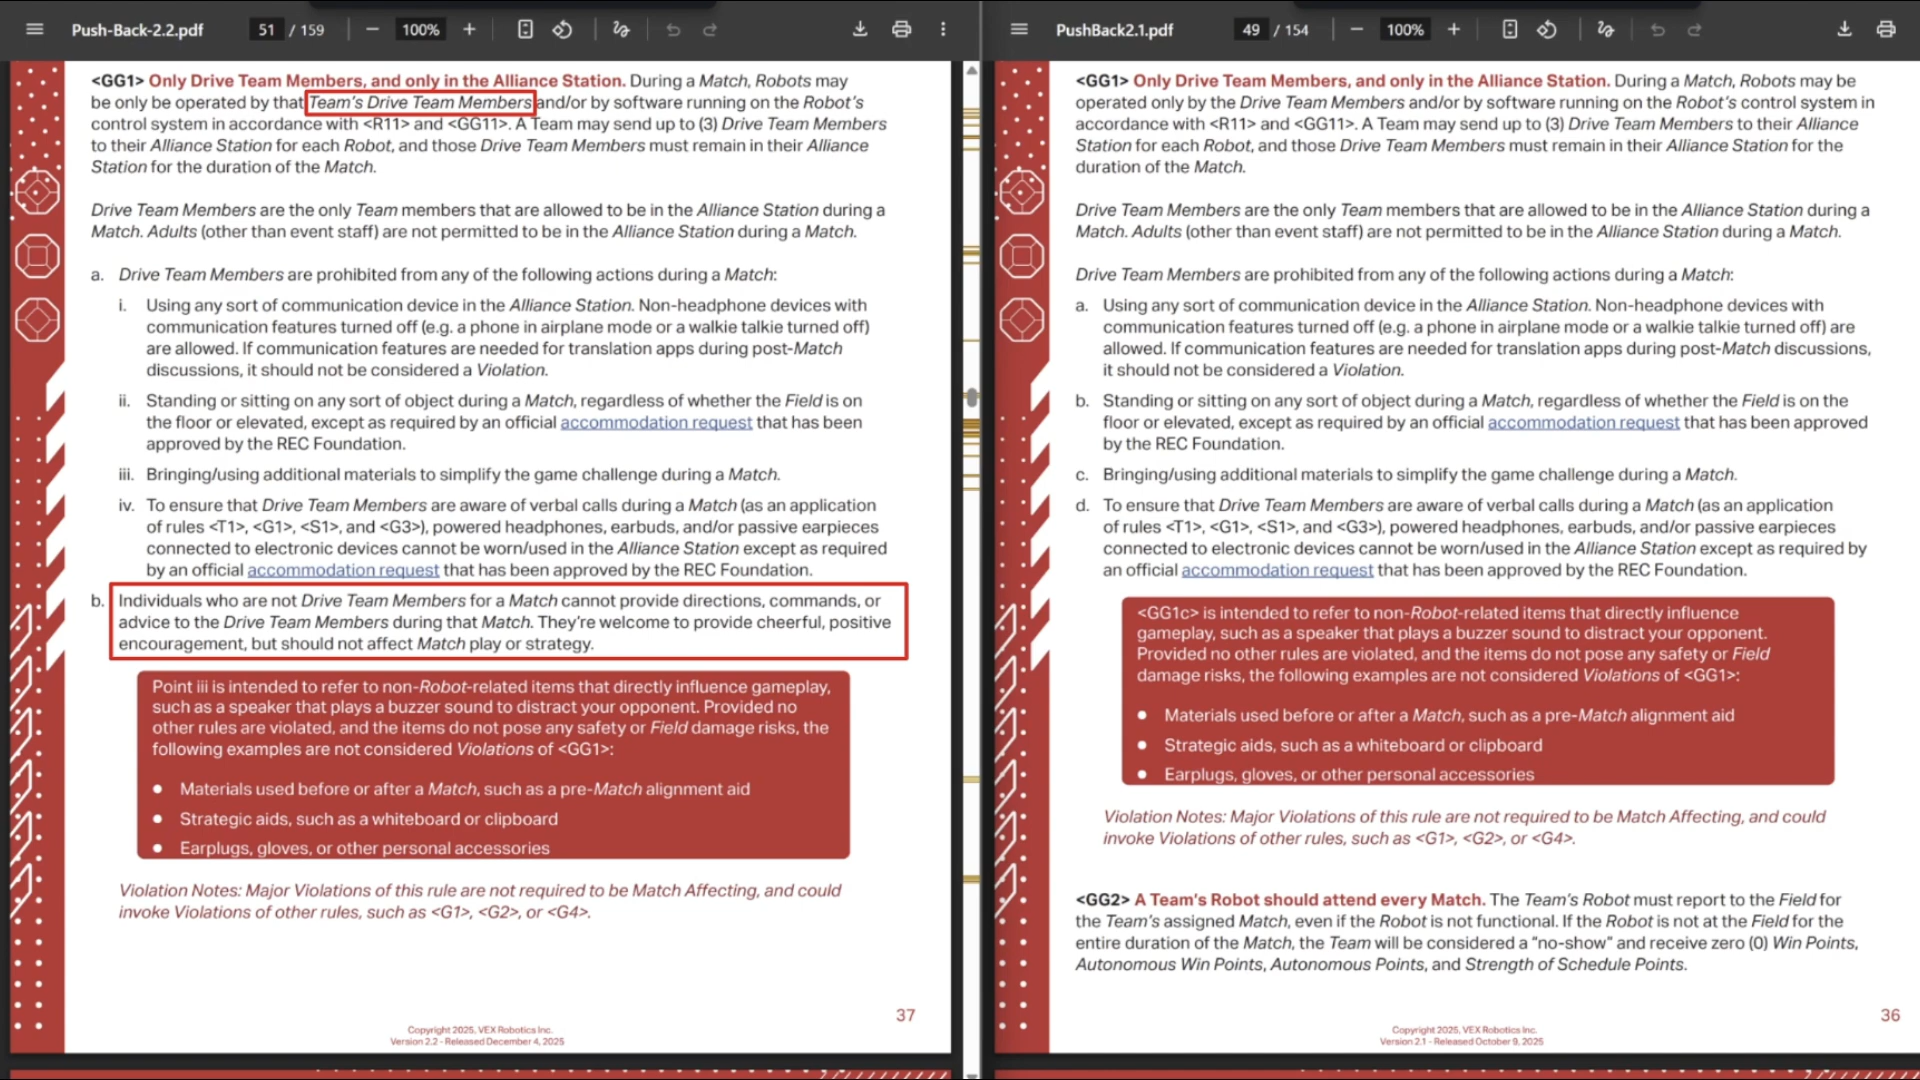 Push-Back-2.2.pdf
51 / 159
100%
<GG1> Only Drive Team Members, and only in the Alliance Station. During a Match, Robots may
be only be operated by that Team's Drive Team Members and/or by software running on the Robot's
control system in accordance with <R11> and <GG11>. A Team may send up to (3) Drive Team Members
to their Alliance Station for each Robot, and those Drive Team Members must remain in their Alliance
Station for the duration of the Match.
Drive Team Members are the only Team members that are allowed to be in the Alliance Station during a
Match. Adults (other than event staff) are not permitted to be in the Alliance Station during a Match.
a. Drive Team Members are prohibited from any of the following actions during a Match:
i. Using any sort of communication device in the Alliance Station. Non-headphone devices with
communication features turned off (e.g. a phone in airplane mode or a walkie talkie turned off)
are allowed. If communication features are needed for translation apps during post-Match
discussions, it should not be considered a Violation.
ii. Standing or sitting on any sort of object during a Match, regardless of whether the Field is on
the floor or elevated, except as required by an official accommodation request that has been
approved by the REC Foundation.
iii. Bringing/using additional materials to simplify the game challenge during a Match.
iv. To ensure that Drive Team Members are aware of verbal calls during a Match (as an application
of rules <T1>, <G1>, <S1>, and <G3>), powered headphones, earbuds, and/or passive earpieces
connected to electronic devices cannot be worn/used in the Alliance Station except as required
by an official accommodation request that has been approved by the REC Foundation.
b. Individuals who are not Drive Team Members for a Match cannot provide directions, commands, or
advice to the Drive Team Members during that Match. They're welcome to provide cheerful, positive
encouragement, but should not affect Match play or strategy.
Point iii is intended to refer to non-Robot-related items that directly influence gameplay,
such as a speaker that plays a buzzer sound to distract your opponent. Provided no
other rules are violated, and the items do not pose any safety or Field damage risks, the
following examples are not considered Violations of <GG1>:
● Materials used before or after a Match, such as a pre-Match alignment aid
● Strategic aids, such as a whiteboard or clipboard
● Earplugs, gloves, or other personal accessories
Violation Notes: Major Violations of this rule are not required to be Match Affecting, and could
invoke Violations of other rules, such as <G1>, <G2>, or <G4>.
37
Copyright 2025, VEX Robotics Inc.
Version 2.2 - Released December 4, 2025
PushBack2.1.pdf
49 / 154
100%
<GG1> Only Drive Team Members, and only in the Alliance Station. During a Match, Robots may be
operated only by the Drive Team Members and/or by software running on the Robot's control system in
accordance with <R11> and <GG11>. A Team may send up to (3) Drive Team Members to their Alliance
Station for each Robot, and those Drive Team Members must remain in their Alliance Station for the
duration of the Match.
Drive Team Members are the only Team members that are allowed to be in the Alliance Station during a
Match. Adults (other than event staff) are not permitted to be in the Alliance Station during a Match.
Drive Team Members are prohibited from any of the following actions during a Match:
a. Using any sort of communication device in the Alliance Station. Non-headphone devices with
communication features turned off (e.g. a phone in airplane mode or a walkie talkie turned off) are
allowed. If communication features are needed for translation apps during post-Match discussions,
it should not be considered a Violation.
b. Standing or sitting on any sort of object during a Match, regardless of whether the Field is on the
floor or elevated, except as required by an official accommodation request that has been approved
by the REC Foundation.
c. Bringing/using additional materials to simplify the game challenge during a Match.
d. To ensure that Drive Team Members are aware of verbal calls during a Match (as an application
of rules <T1>, <G1>, <S1>, and <G3>), powered headphones, earbuds, and/or passive earpieces
connected to electronic devices cannot be worn/used in the Alliance Station except as required by
an official accommodation request that has been approved by the REC Foundation.
<GG1c> is intended to refer to non-Robot-related items that directly influence
gameplay, such as a speaker that plays a buzzer sound to distract your opponent.
Provided no other rules are violated, and the items do not pose any safety or Field
damage risks, the following examples are not considered Violations of <GG1>:
● Materials used before or after a Match, such as a pre-Match alignment aid
● Strategic aids, such as a whiteboard or clipboard
● Earplugs, gloves, or other personal accessories
Violation Notes: Major Violations of this rule are not required to be Match Affecting, and could
invoke Violations of other rules, such as <G1>, <G2>, or <G4>.
<GG2> A Team's Robot should attend every Match. The Team's Robot must report to the Field for
the Team's assigned Match, even if the Robot is not functional. If the Robot is not at the Field for the
entire duration of the Match, the Team will be considered a "no-show" and receive zero (0) Win Points,
Autonomous Win Points, Autonomous Points, and Strength of Schedule Points.
36
Copyright 2025, VEX Robotics Inc.
Version 2.1 - Released October 9, 2025